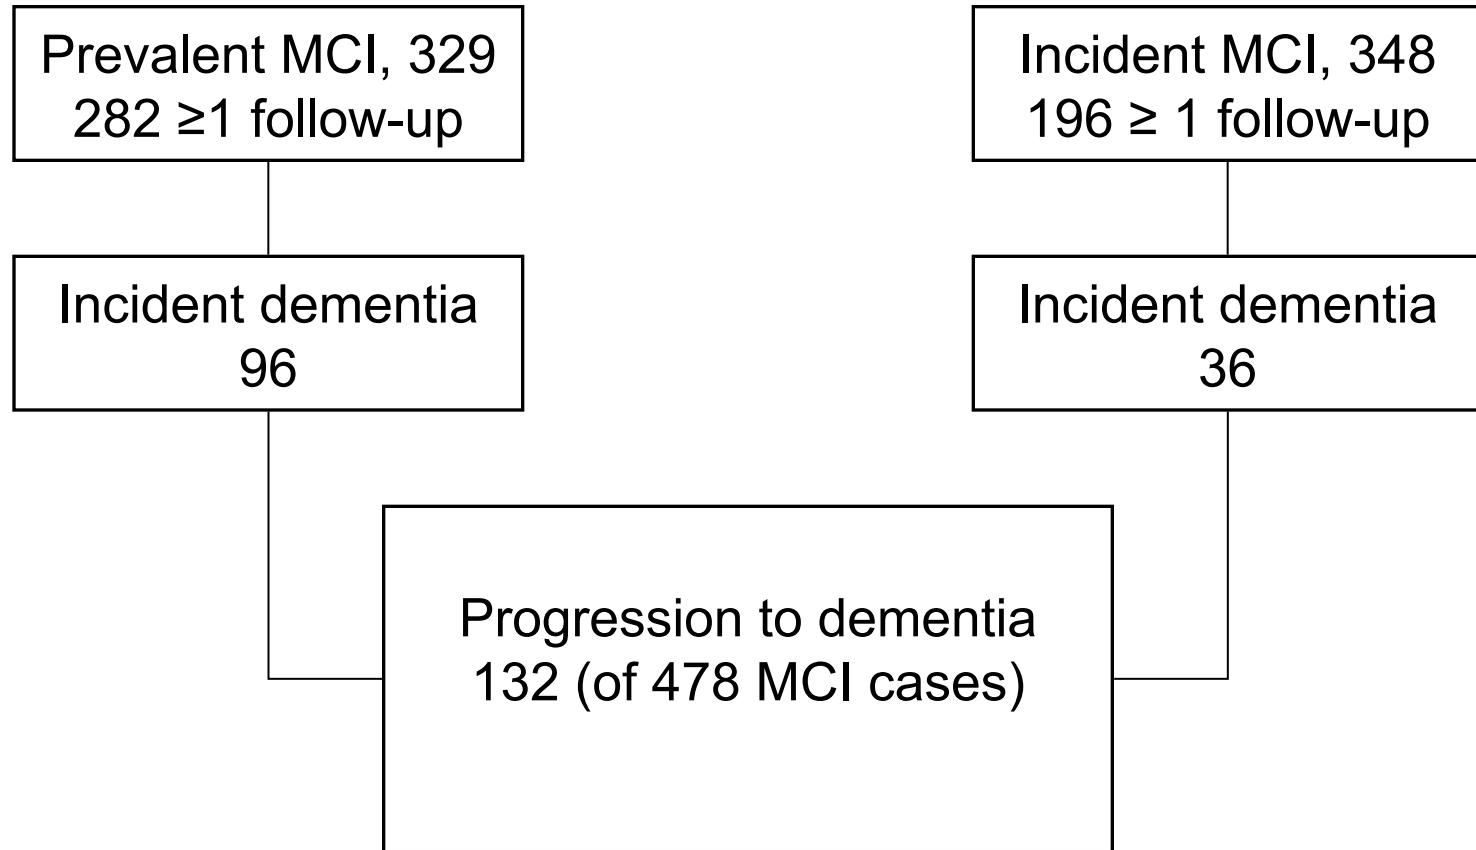 Prevalent MCI, 329
282 ≥1 follow-up
Incident MCI, 348
196 ≥ 1 follow-up
Incident dementia
96
Incident dementia
36
Progression to dementia
132 (of 478 MCI cases)